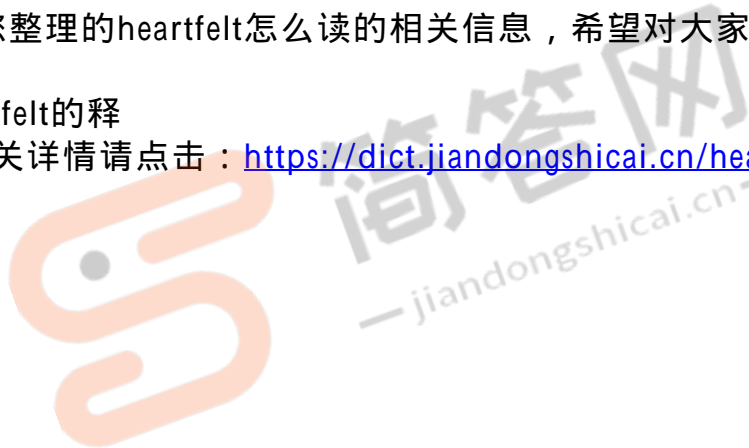 整理的heartfelt怎么读的相关信息，希望对大家
felt的释
关详情请点击：https://dict.jiandongshicai.cn/hea
简答网
jiandongshicai.cn